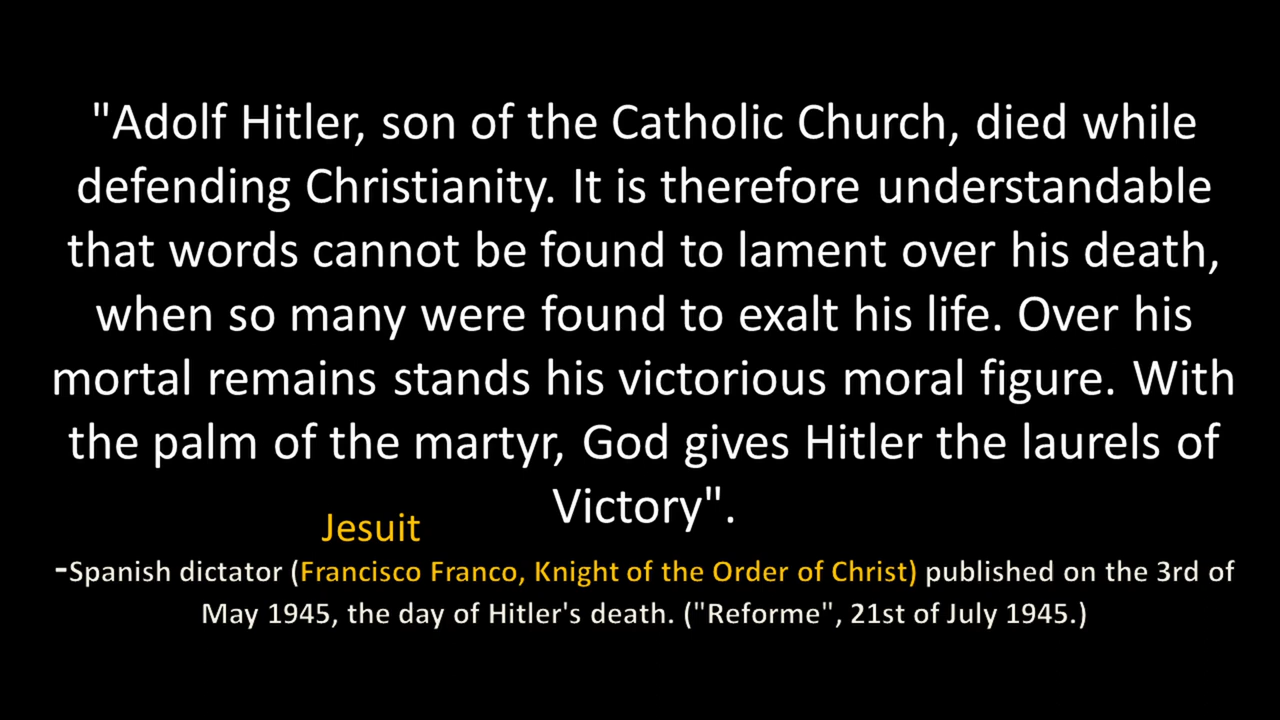 "Adolf Hitler, son of the Catholic Church, died while
defending Christianity. It is therefore understandable
that words cannot be found to lament over his death,
when so many were found to exalt his life. Over his
mortal remains stands his victorious moral figure. With
the palm of the martyr, God gives Hitler the laurels of
Victory".
Jesuit
-Spanish dictator (Francisco Franco, Knight of the Order of Christ) published on the 3rd of
May 1945, the day of Hitler's death. ("Reforme", 21st of July 1945.)